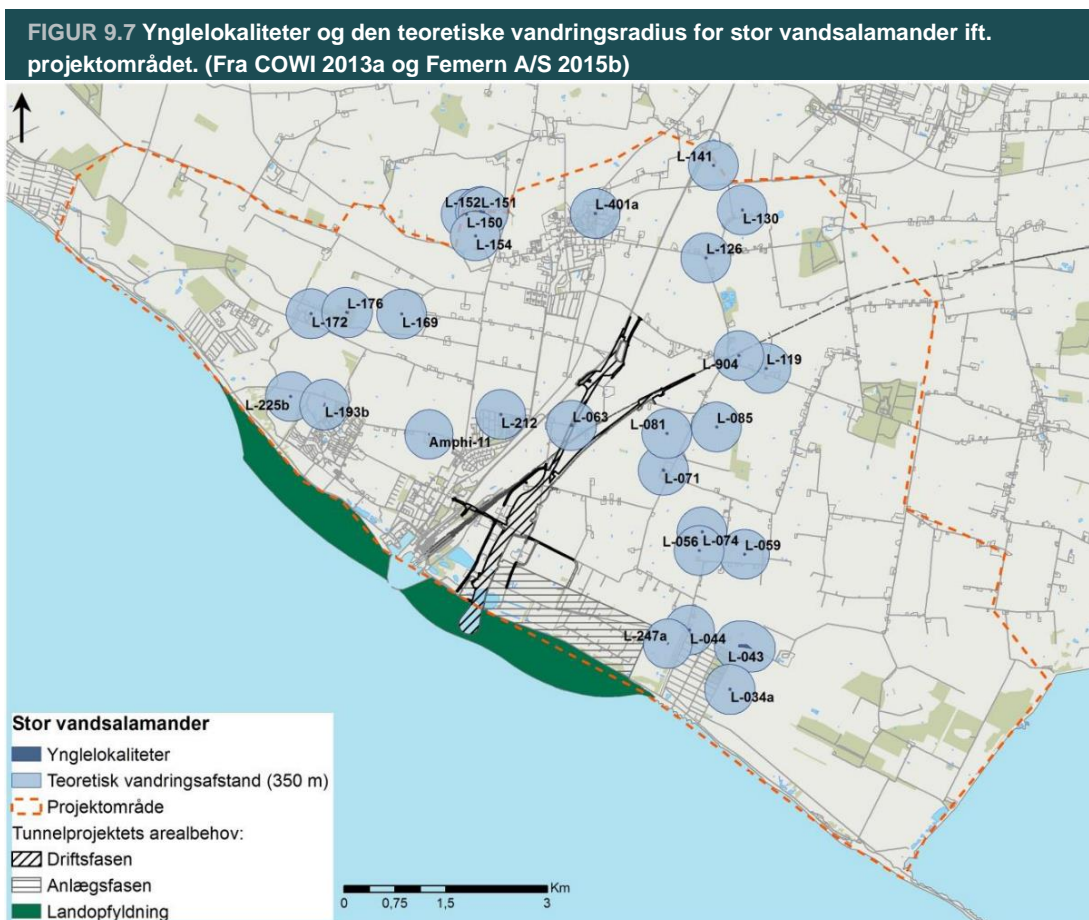 FIGUR 9.7 Ynglelokaliteter og den teoretiske vandringsradius for stor vandsalamander ift.
projektområdet. (Fra COWI 2013a og Femern A/S 2015b)
L-141
L-152
L-151
L-401a
L-130
L-150
L-154
L-126
L-176
L-172
L-169
L-904
L-119
L-225b
L-193b
L-212
L-063
L-081
L-085
Amphi-11
L-071
L-056
L-074
L-059
L-247a
L-044
L-043
L-034a
Stor vandsalamander
Ynglelokaliteter
Teoretisk vandringsafstand (350 m)
Projektområde
Tunnelprojektets arealbehov:
Driftsfasen
Anlægsfasen
Landopfyldning
Km
0 0,75 1,5 3